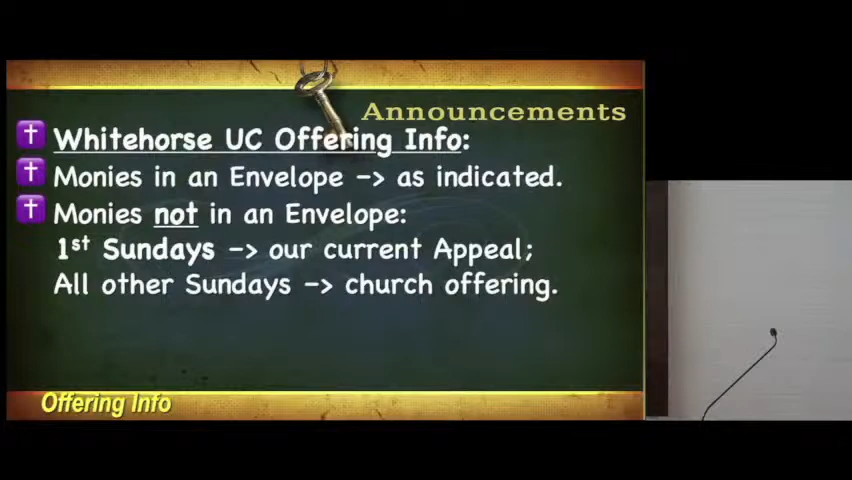 Announcements
✝ Whitehorse UC Offering Info:
✝ Monies in an Envelope -> as indicated.
✝ Monies not in an Envelope:
1st Sundays -> our current Appeal;
All other Sundays -> church offering.
Offering Info